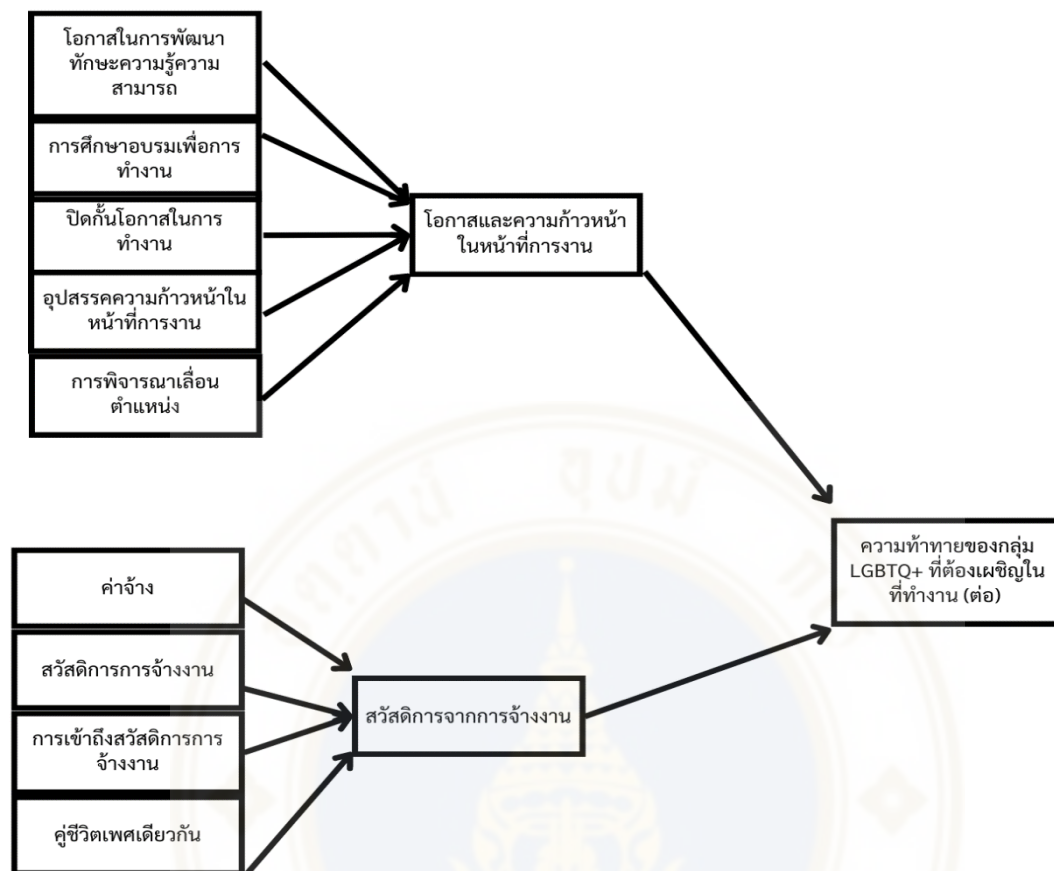 โอกาสในการพัฒนา
ทักษะความรู้ความ
สามารถ
การศึกษาอบรมเพื่อการ
ทำงาน
ปิดกั้นโอกาสในการ
ทำงาน
อุปสรรคความก้าวหน้าใน
หน้าที่การงาน
การพิจารณาเลื่อน
ตำแหน่ง
โอกาสและความก้าวหน้า
ในหน้าที่การงาน
ค่าจ้าง
สวัสดิการการจ้างงาน
การเข้าถึงสวัสดิการการ
จ้างงาน
คู่ชีวิตเพศเดียวกัน
สวัสดิการจากการจ้างงาน
ความท้าทายของกลุ่ม
LGBTQ+ ที่ต้องเผชิญใน
ที่ทำงาน (ต่อ)